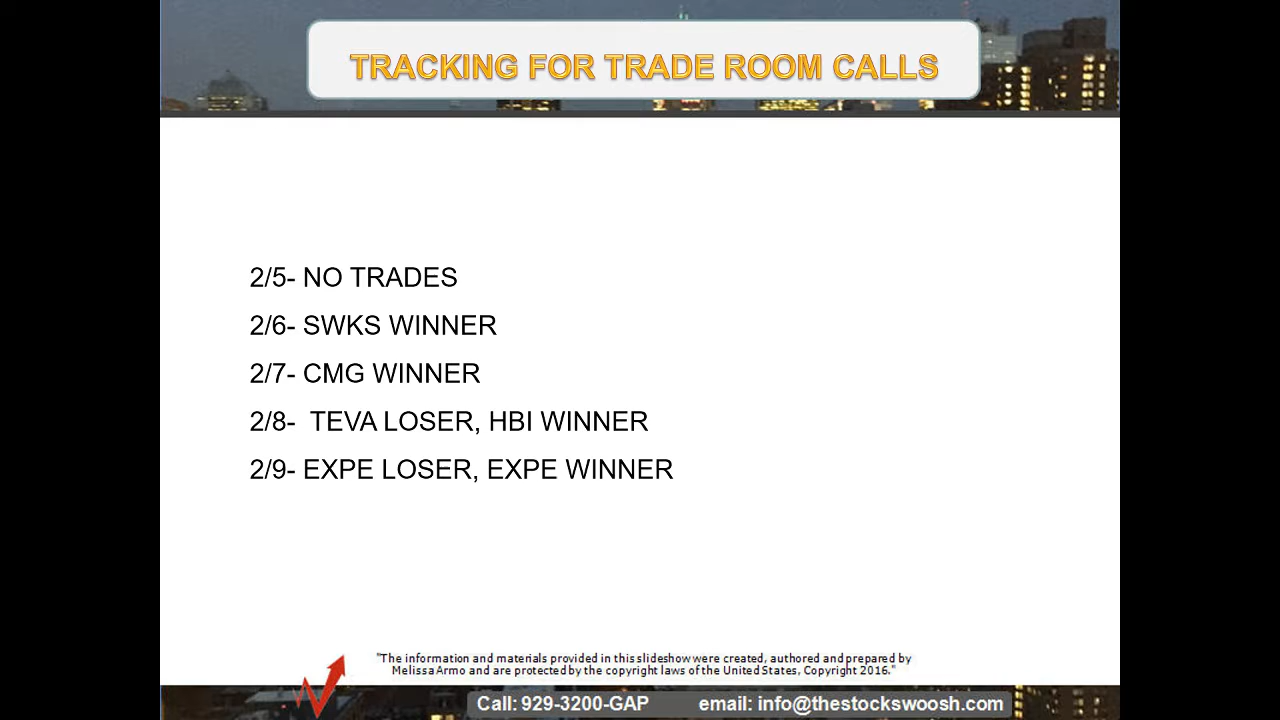 TRACKING FOR TRADE ROOM CALLS
2/5- NO TRADES
2/6- SWKS WINNER
2/7- CMG WINNER
2/8-  TEVA LOSER, HBI WINNER
2/9- EXPE LOSER, EXPE WINNER
"The information and materials provided in this slideshow were created, authored and prepared by
Melissa Armo and are protected by the copyright laws of the United States, Copyright 2016."
Call: 929-3200-GAP email: info@thestockswoosh.com